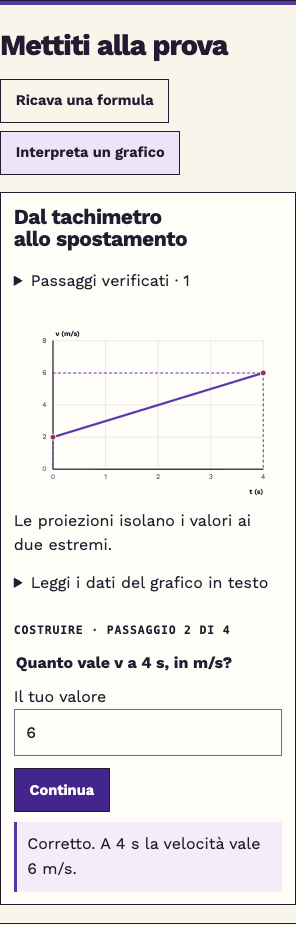 Mettiti alla prova
Ricava una formula
Interpreta un grafico
Dal tachimetro
allo spostamento
▶ Passaggi verificati · 1
v (m/s)
8
6
4
2
0
0 1 2 3 4
t (s)
Le proiezioni isolano i valori ai
due estremi.
▶ Leggi i dati del grafico in testo
COSTRUIRE · PASSAGGIO 2 DI 4
Quanto vale v a 4 s, in m/s?
Il tuo valore
6
Continua
Corretto. A 4 s la velocità vale
6 m/s.